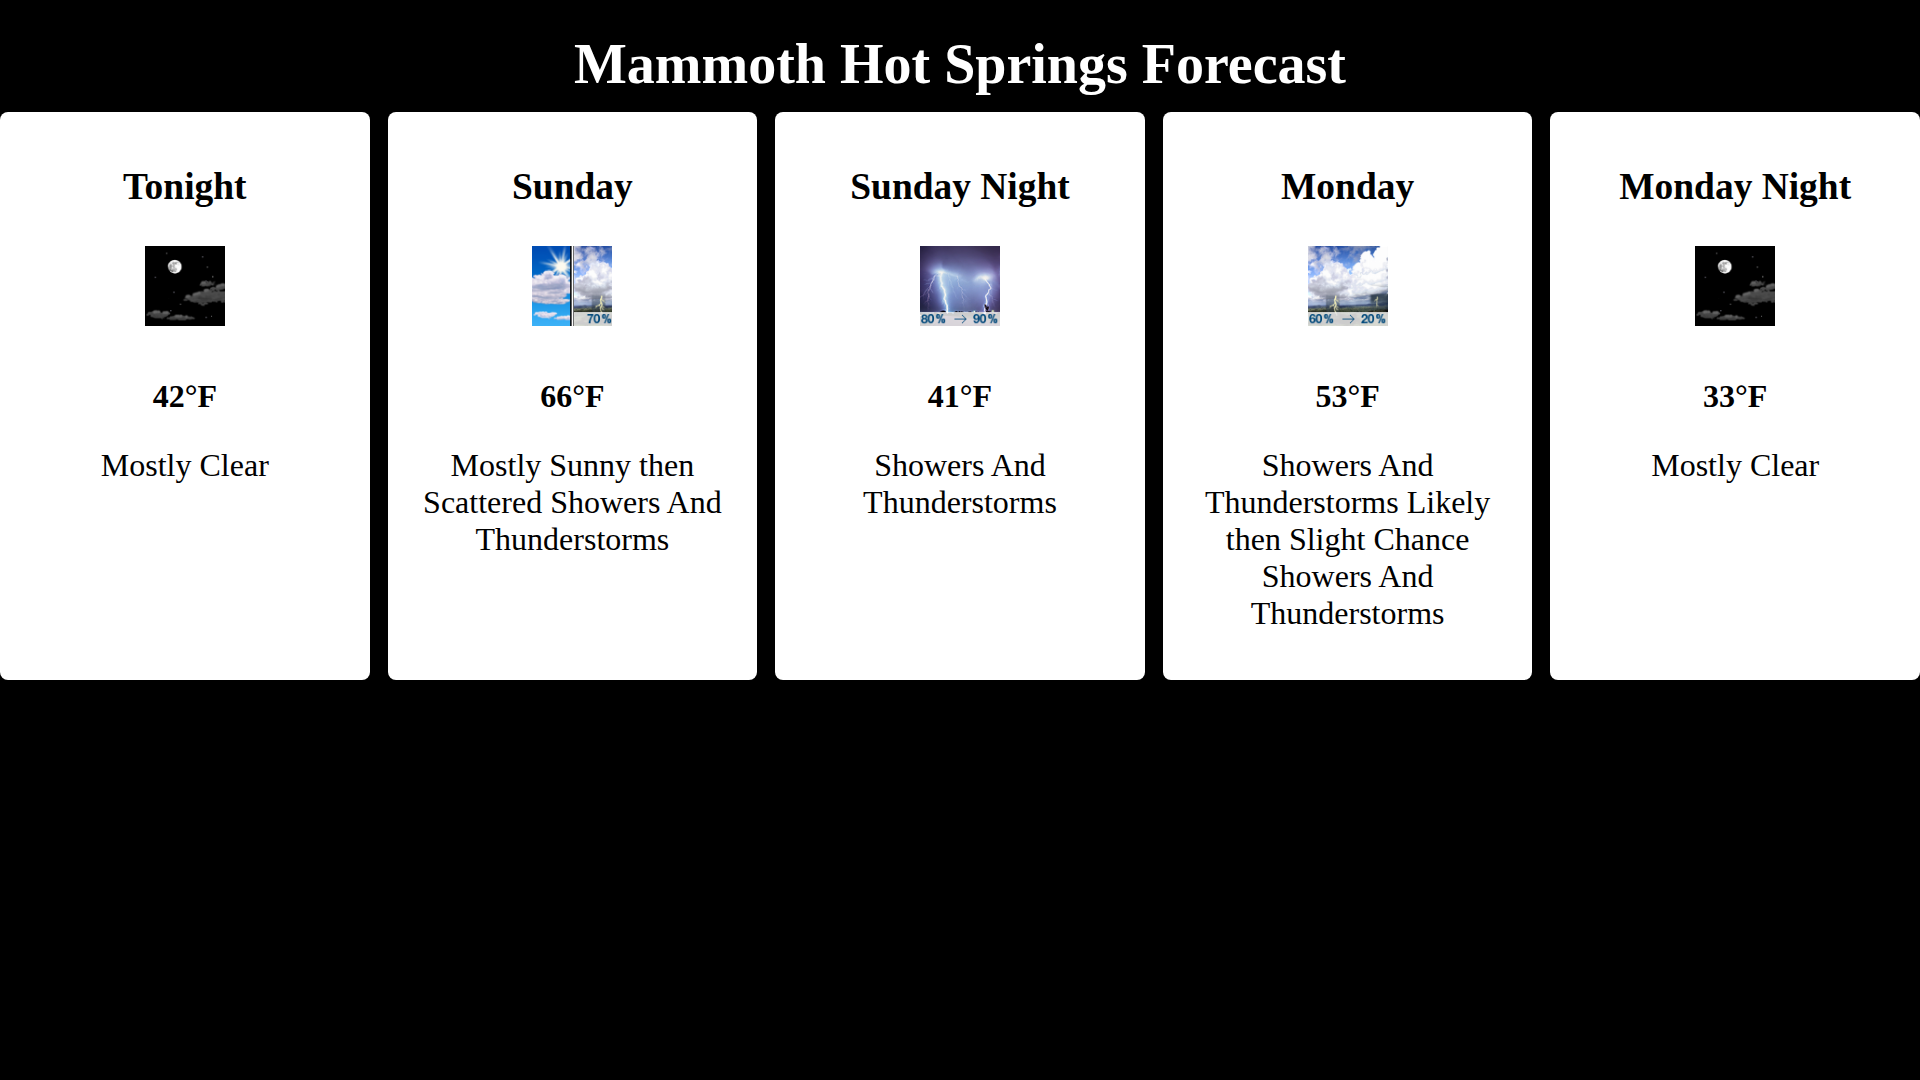 Mammoth Hot Springs Forecast
Tonight
42°F
Mostly Clear
Sunday
70%
66°F
Mostly Sunny then
Scattered Showers And
Thunderstorms
Sunday Night
80% → 90%
41°F
Showers And
Thunderstorms
Monday
60% → 20%
53°F
Showers And
Thunderstorms Likely
then Slight Chance
Showers And
Thunderstorms
Monday Night
33°F
Mostly Clear